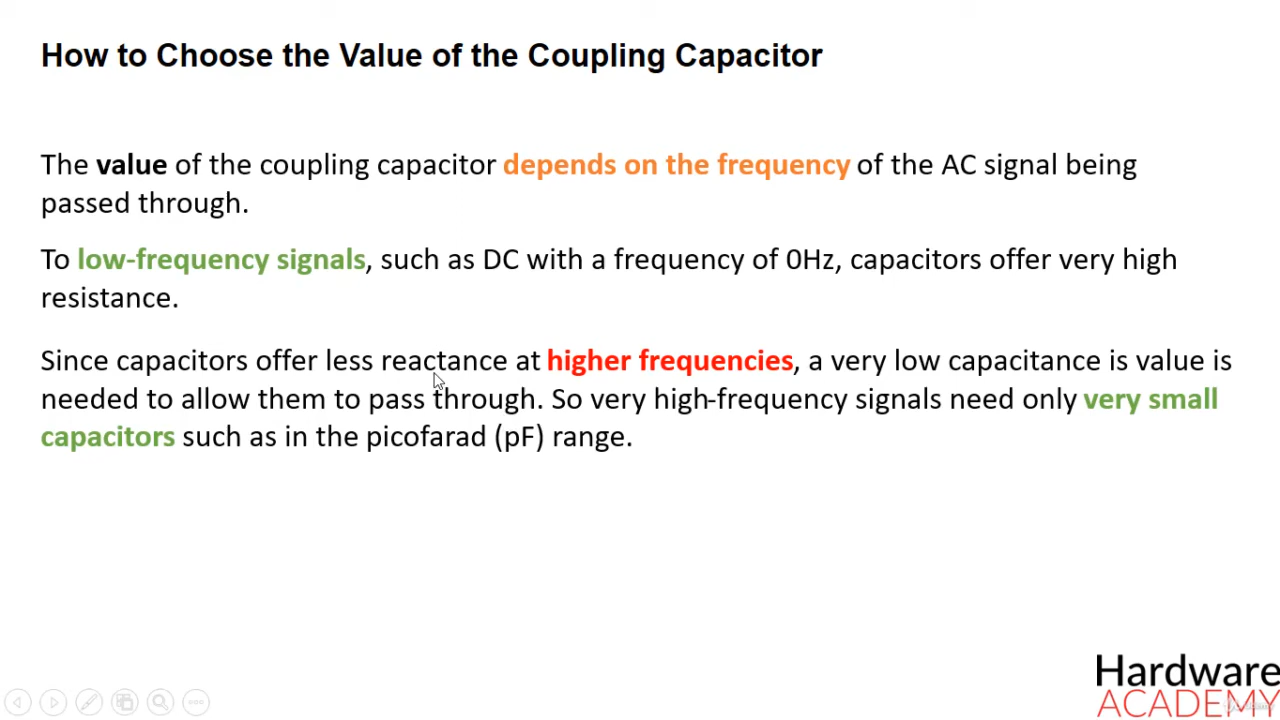 How to Choose the Value of the Coupling Capacitor
The value of the coupling capacitor depends on the frequency of the AC signal being
passed through.
To low-frequency signals, such as DC with a frequency of 0Hz, capacitors offer very high
resistance.
Since capacitors offer less reactance at higher frequencies, a very low capacitance is value is
needed to allow them to pass through. So very high-frequency signals need only very small
capacitors such as in the picofarad (pF) range.
Hardware
ACADEMY